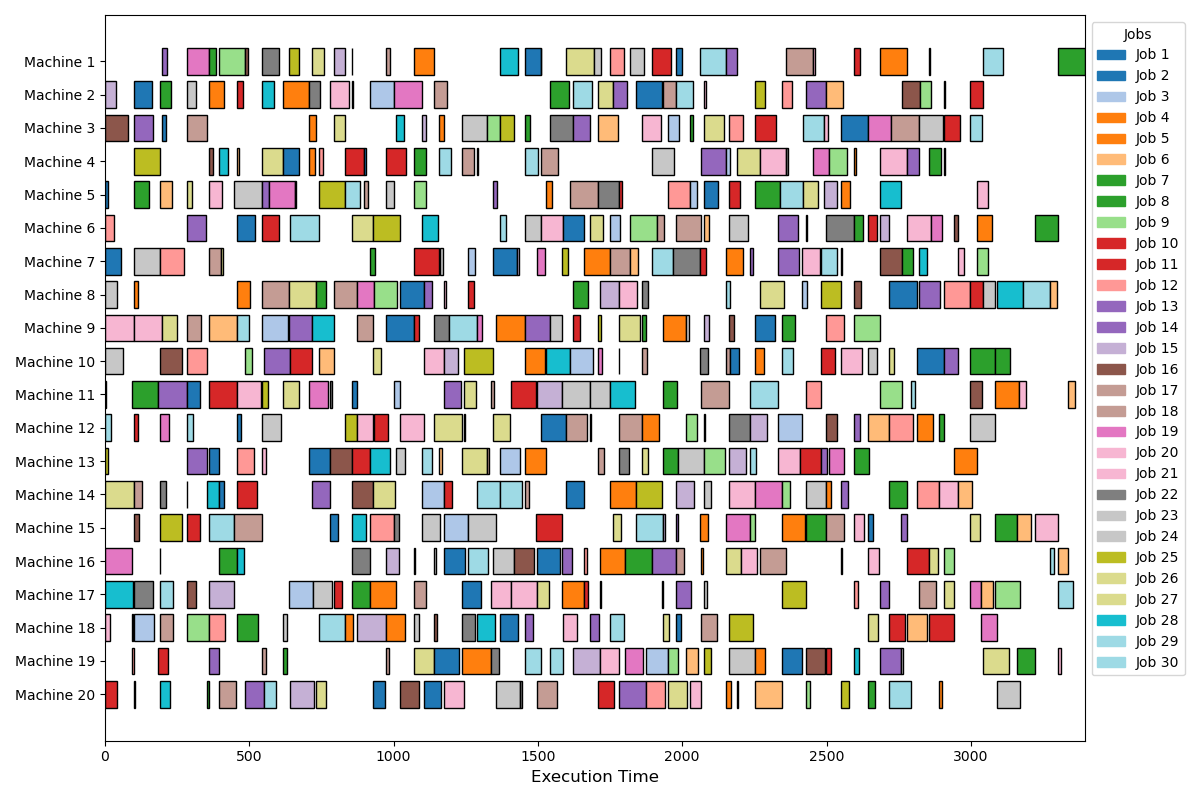 Machine 1
Machine 2
Machine 3
Machine 4
Machine 5
Machine 6
Machine 7
Machine 8
Machine 9
Machine 10
Machine 11
Machine 12
Machine 13
Machine 14
Machine 15
Machine 16
Machine 17
Machine 18
Machine 19
Machine 20
0 500 1000 1500 2000 2500 3000
Execution Time
Jobs
Job 1
Job 2
Job 3
Job 4
Job 5
Job 6
Job 7
Job 8
Job 9
Job 10
Job 11
Job 12
Job 13
Job 14
Job 15
Job 16
Job 17
Job 18
Job 19
Job 20
Job 21
Job 22
Job 23
Job 24
Job 25
Job 26
Job 27
Job 28
Job 29
Job 30